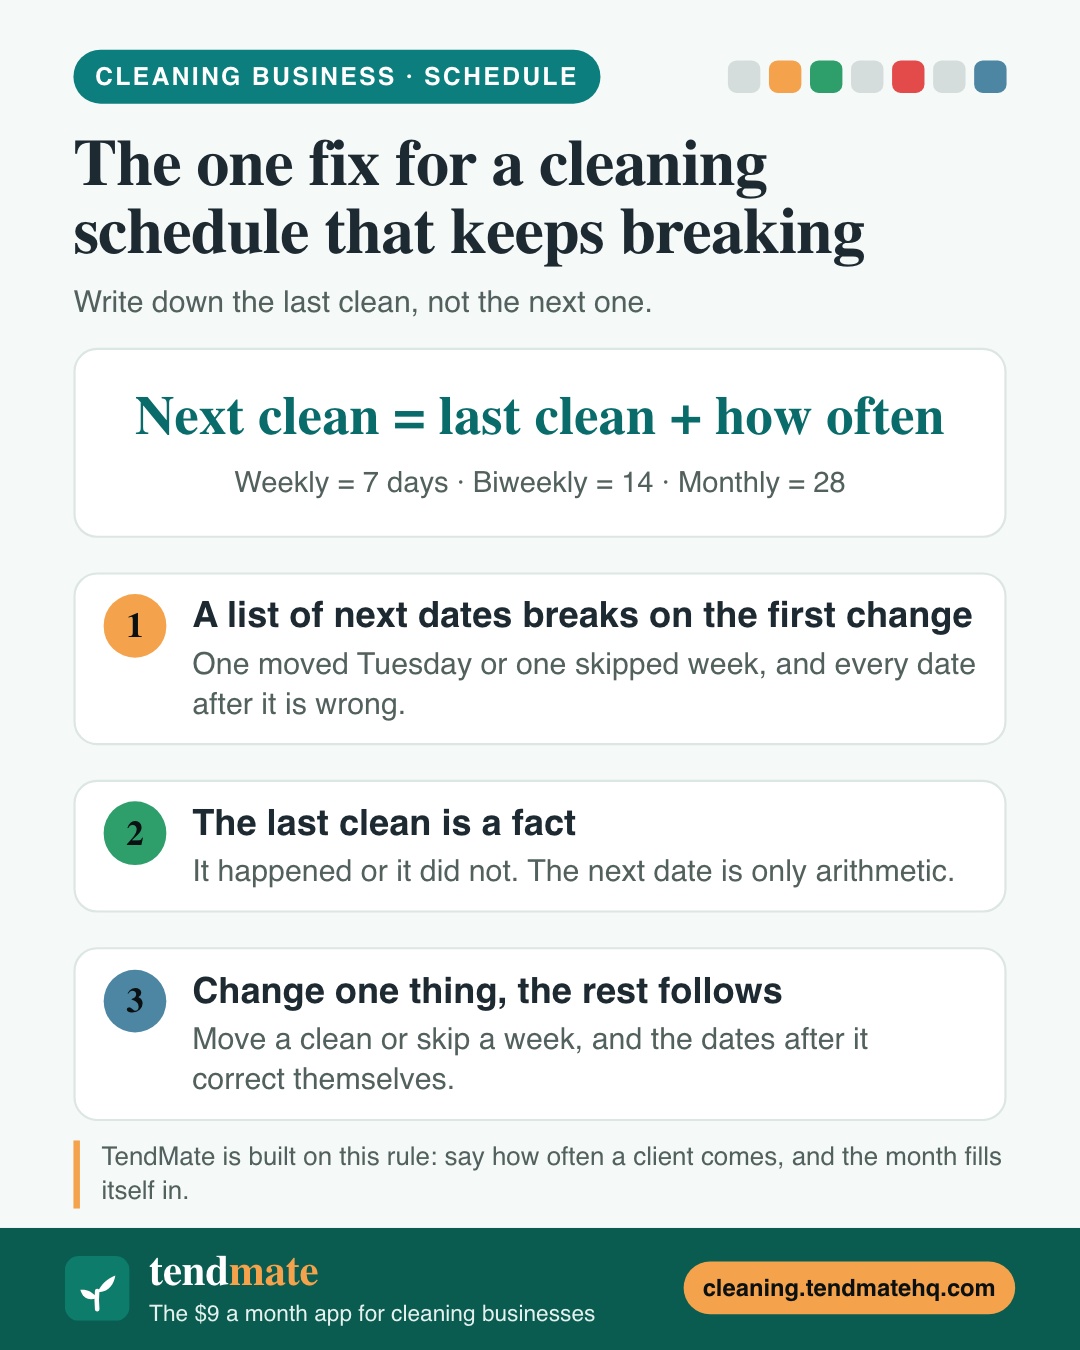 CLEANING BUSINESS · SCHEDULE
The one fix for a cleaning
schedule that keeps breaking
Write down the last clean, not the next one.
Next clean = last clean + how often
Weekly = 7 days · Biweekly = 14 · Monthly = 28
1
A list of next dates breaks on the first change
One moved Tuesday or one skipped week, and every date
after it is wrong.
2
The last clean is a fact
It happened or it did not. The next date is only arithmetic.
3
Change one thing, the rest follows
Move a clean or skip a week, and the dates after it
correct themselves.
TendMate is built on this rule: say how often a client comes, and the month fills
itself in.
tendmate
The $9 a month app for cleaning businesses
cleaning.tendmatehq.com